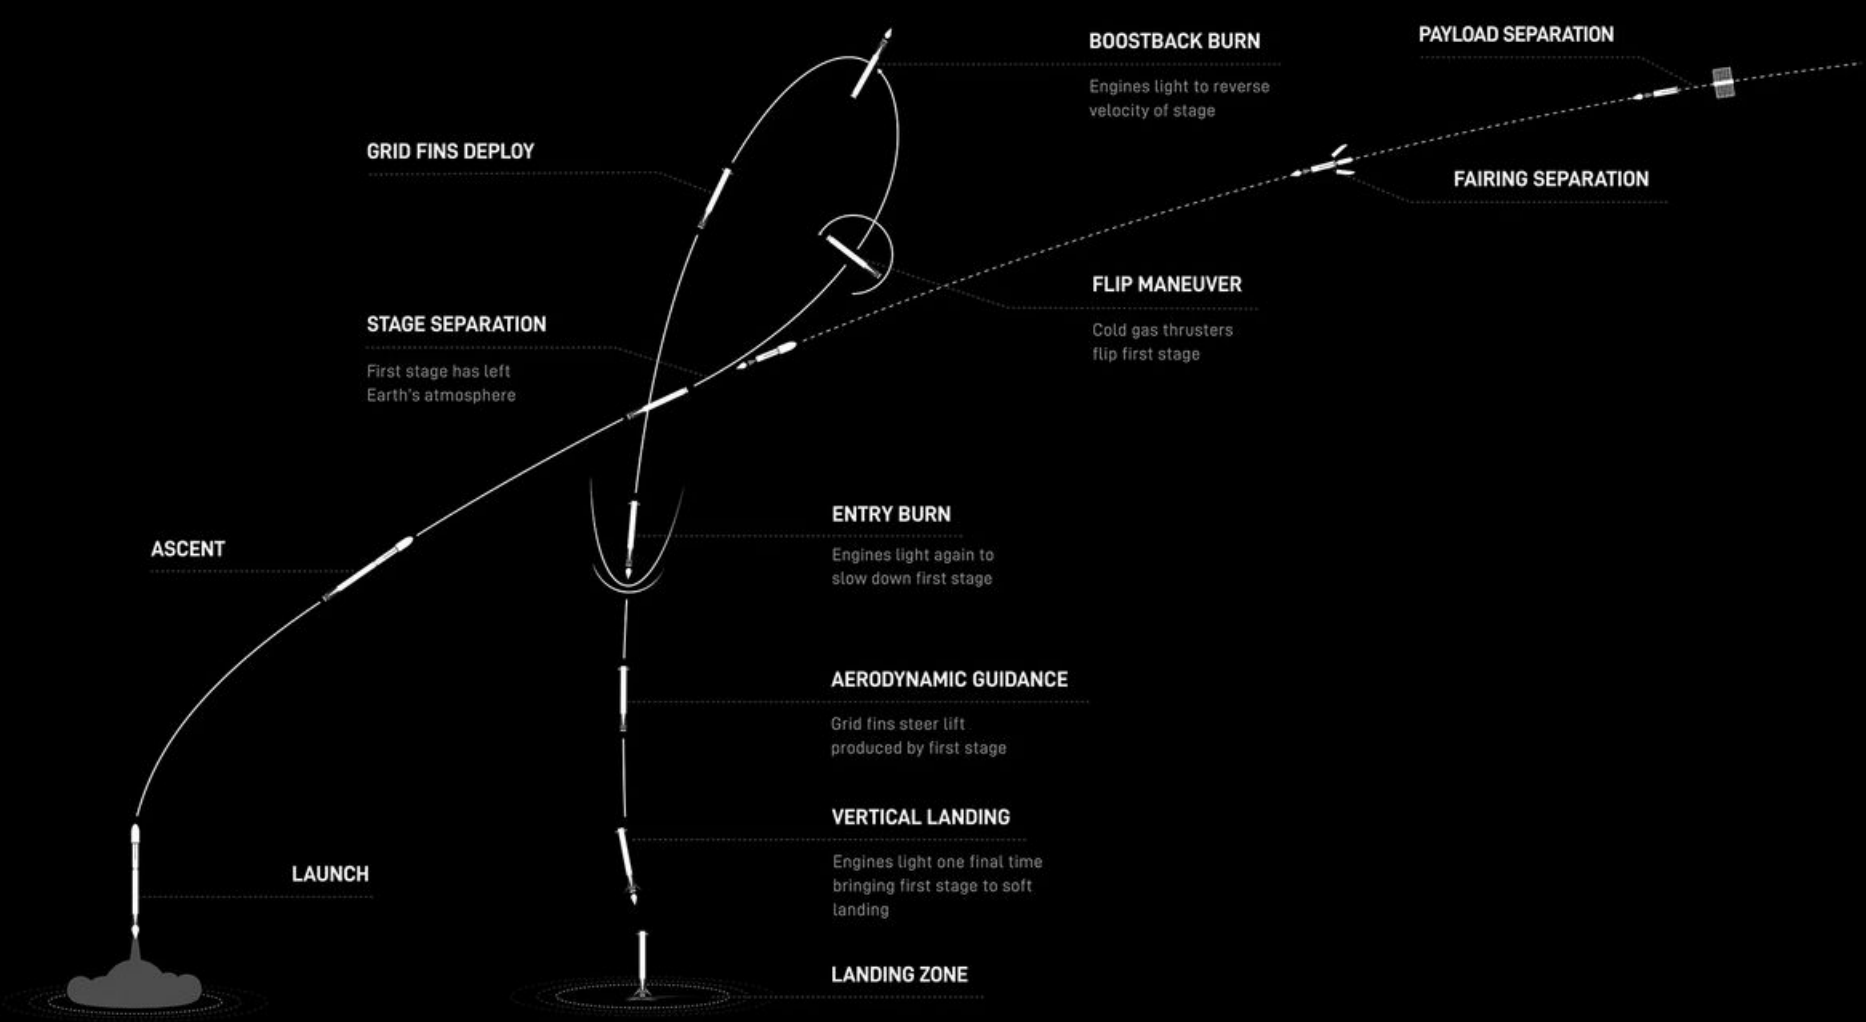 BOOSTBACK BURN
Engines light to reverse
velocity of stage
PAYLOAD SEPARATION
GRID FINS DEPLOY
FAIRING SEPARATION
STAGE SEPARATION
First stage has left
Earth's atmosphere
FLIP MANEUVER
Cold gas thrusters
flip first stage
ASCENT
ENTRY BURN
Engines light again to
slow down first stage
AERODYNAMIC GUIDANCE
Grid fins steer lift
produced by first stage
VERTICAL LANDING
Engines light one final time
bringing first stage to soft
landing
LAUNCH
LANDING ZONE